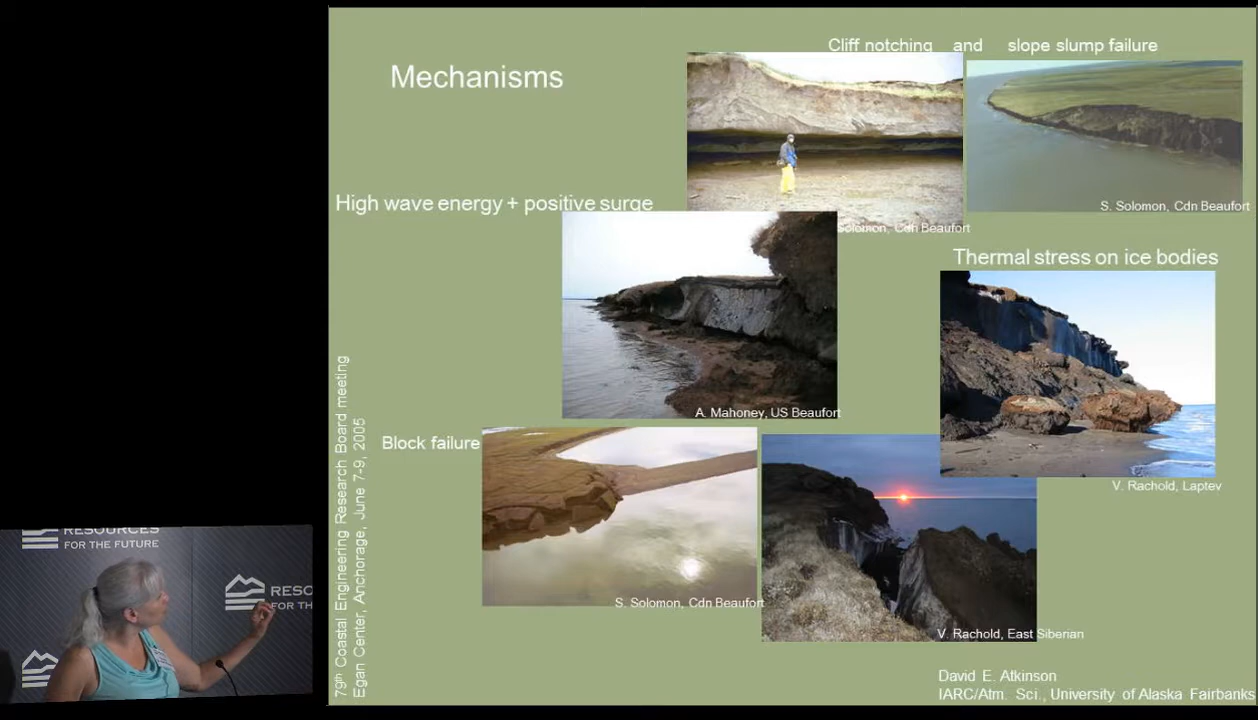 Cliff notching and slope slump failure
Mechanisms
S. Solomon, Cdn Beaufort
High wave energy + positive surge
Solomon, Cdn Beaufort
Thermal stress on ice bodies
A. Mahoney, US Beaufort
Block failure
V. Rachold, Laptev
S. Solomon, Cdn Beaufort
V. Rachold, East Siberian
79th Coastal Engineering Research Board meeting
Egan Center, Anchorage, June 7-9, 2005
David E. Atkinson
IARC/Atm. Sci., University of Alaska Fairbanks
RESOURCES
FOR THE FUTURE
RESO
FOR TH